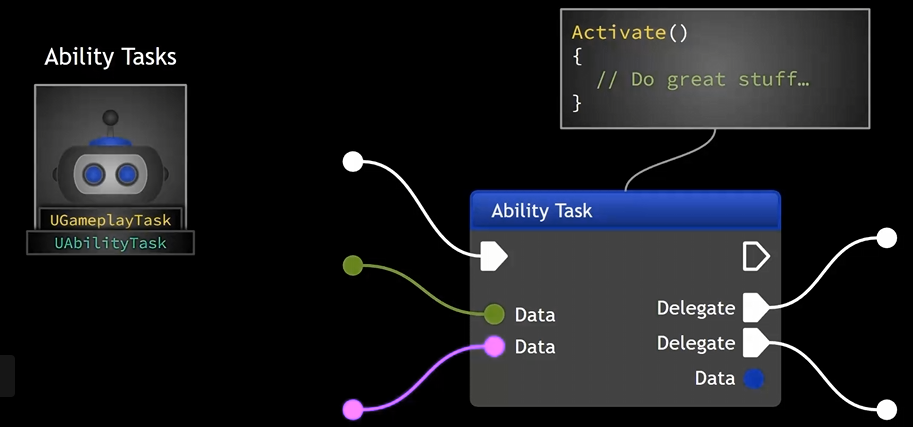 Ability Tasks
UGameplayTask
UAbilityTask
Activate()
{
// Do great stuff…
}
Ability Task
Data
Data
Delegate
Delegate
Data